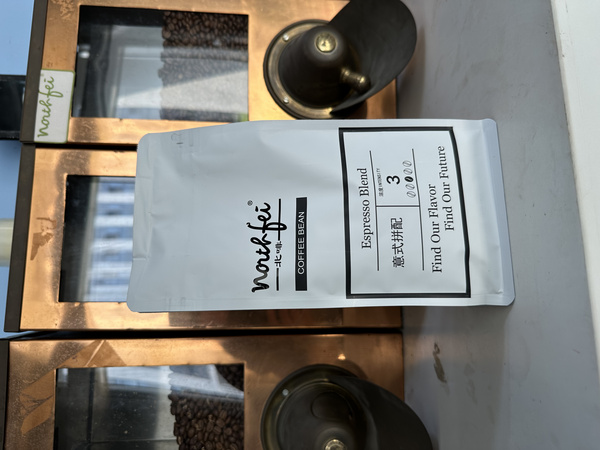 northfei
northfei®
北啡
COFFEE BEAN
Espresso Blend
意式拼配
3
Find Our Flavor
Find Our Future